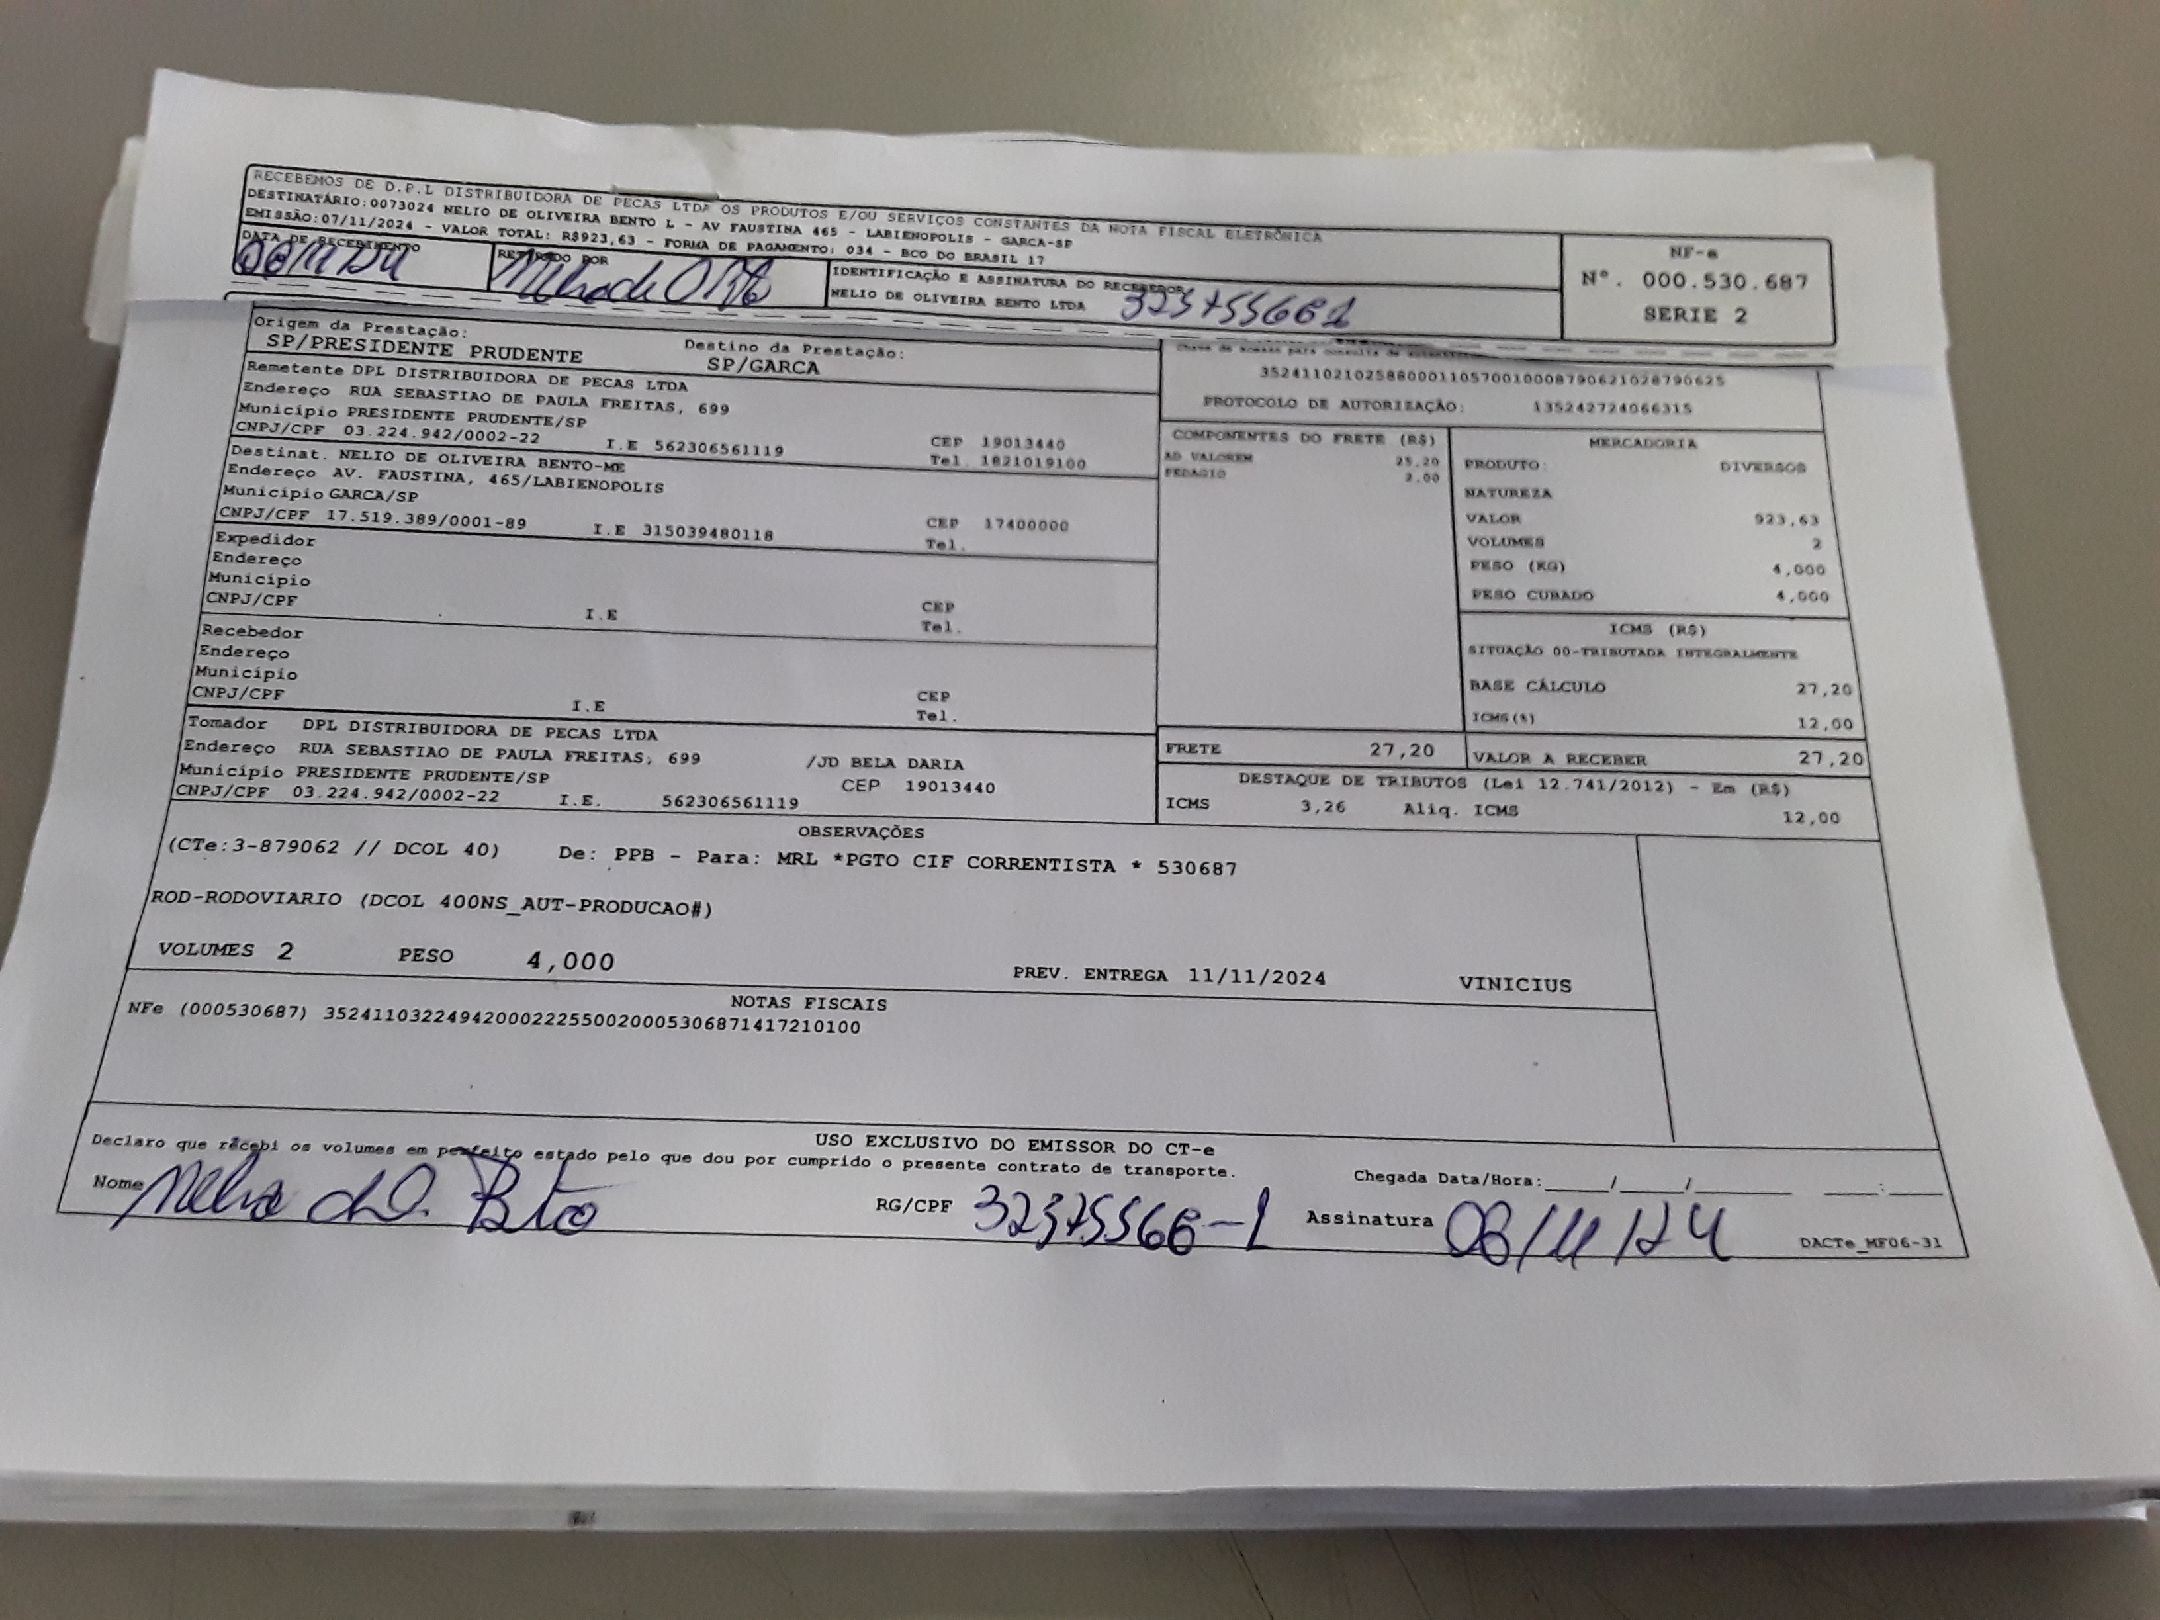 RECEBEMOS DE D.P.L DISTRIBUIDORA DE PECAS LTDA OS PRODUTOS E/OU SERVIÇOS CONSTANTES DA NOTA FISCAL ELETRÔNICA
DESTINATÁRIO:0073024 NELIO DE OLIVEIRA BENTO L - AV FAUSTINA 465 - LABIENOPOLIS - GARCA-SP
EMISSÃO:07/11/2024 - VALOR TOTAL: R$923,63 - FORMA DE PAGAMENTO: 034 - BCO DO BRASIL 17
DATA DE RECEBIMENTO
RETIRADO POR
IDENTIFICAÇÃO E ASSINATURA DO RECEBEDOR
NELIO DE OLIVEIRA BENTO LTDA 323755661
NF-e
Nº. 000.530.687
SERIE 2
Origem da Prestação: Destino da Prestação:
SP/PRESIDENTE PRUDENTE SP/GARCA
Remetente DPL DISTRIBUIDORA DE PECAS LTDA
Endereço RUA SEBASTIAO DE PAULA FREITAS, 699
Município PRESIDENTE PRUDENTE/SP CEP 19013440
CNPJ/CPF 03.224.942/0002-22 I.E 562306561119 Tel. 1821019100
Destinat. NELIO DE OLIVEIRA BENTO-ME
Endereço AV. FAUSTINA, 465/LABIENOPOLIS
Município GARCA/SP CEP 17400000
CNPJ/CPF 17.519.389/0001-89 I.E 315039480118 Tel.
Expedidor
Endereço
Município CEP
CNPJ/CPF I.E Tel.
Recebedor
Endereço
Município CEP
CNPJ/CPF I.E Tel.
Tomador DPL DISTRIBUIDORA DE PECAS LTDA
Endereço RUA SEBASTIAO DE PAULA FREITAS, 699 /JD BELA DARIA
Município PRESIDENTE PRUDENTE/SP CEP 19013440
CNPJ/CPF 03.224.942/0002-22 I.E. 562306561119
Chave de acesso para consulta de
35241102102588000110570010008790621028790625
PROTOCOLO DE AUTORIZAÇÃO: 135242724066315
COMPONENTES DO FRETE (R$)
AD VALOREM 25.20
PEDAGIO 2.00
MERCADORIA
PRODUTO: DIVERSOS
NATUREZA
VALOR 923,63
VOLUMES 2
PESO (KG) 4,000
PESO CUBADO 4,000
ICMS (R$)
SITUAÇÃO 00-TRIBUTADA INTEGRALMENTE
BASE CÁLCULO 27,20
ICMS(%) 12,00
FRETE 27,20 VALOR A RECEBER 27,20
DESTAQUE DE TRIBUTOS (Lei 12.741/2012) - Em (R$)
ICMS 3,26 Aliq. ICMS 12,00
OBSERVAÇÕES
(CTe:3-879062 // DCOL 40) De: PPB - Para: MRL *PGTO CIF CORRENTISTA * 530687
ROD-RODOVIARIO (DCOL 400NS_AUT-PRODUCAO#)
VOLUMES 2 PESO 4,000 PREV. ENTREGA 11/11/2024 VINICIUS
NOTAS FISCAIS
NFe (000530687) 35241103224942000222550020005306871417210100
USO EXCLUSIVO DO EMISSOR DO CT-e
Declaro que recebi os volumes em perfeito estado pelo que dou por cumprido o presente contrato de transporte.
Chegada Data/Hora:_____/_____/________ ____:____
Nome RG/CPF 32375566-1 Assinatura 08/11/24
DACTe_MF06-31